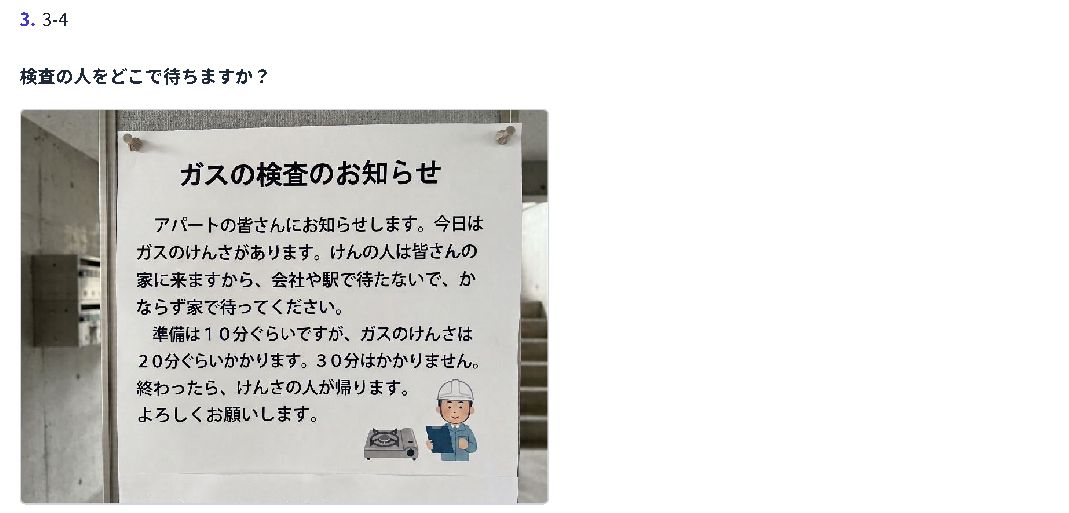 3. 3-4
検査の人をどこで待ちますか？
ガスの検査のお知らせ
アパートの皆さんにお知らせします。今日は
ガスのけんさがあります。けんの人は皆さんの
家に来ますから、会社や駅で待たないで、か
ならず家で待ってください。
準備は１０分ぐらいですが、ガスのけんさは
２０分ぐらいかかります。３０分はかかりません。
終わったら、けんさの人が帰ります。
よろしくお願いします。